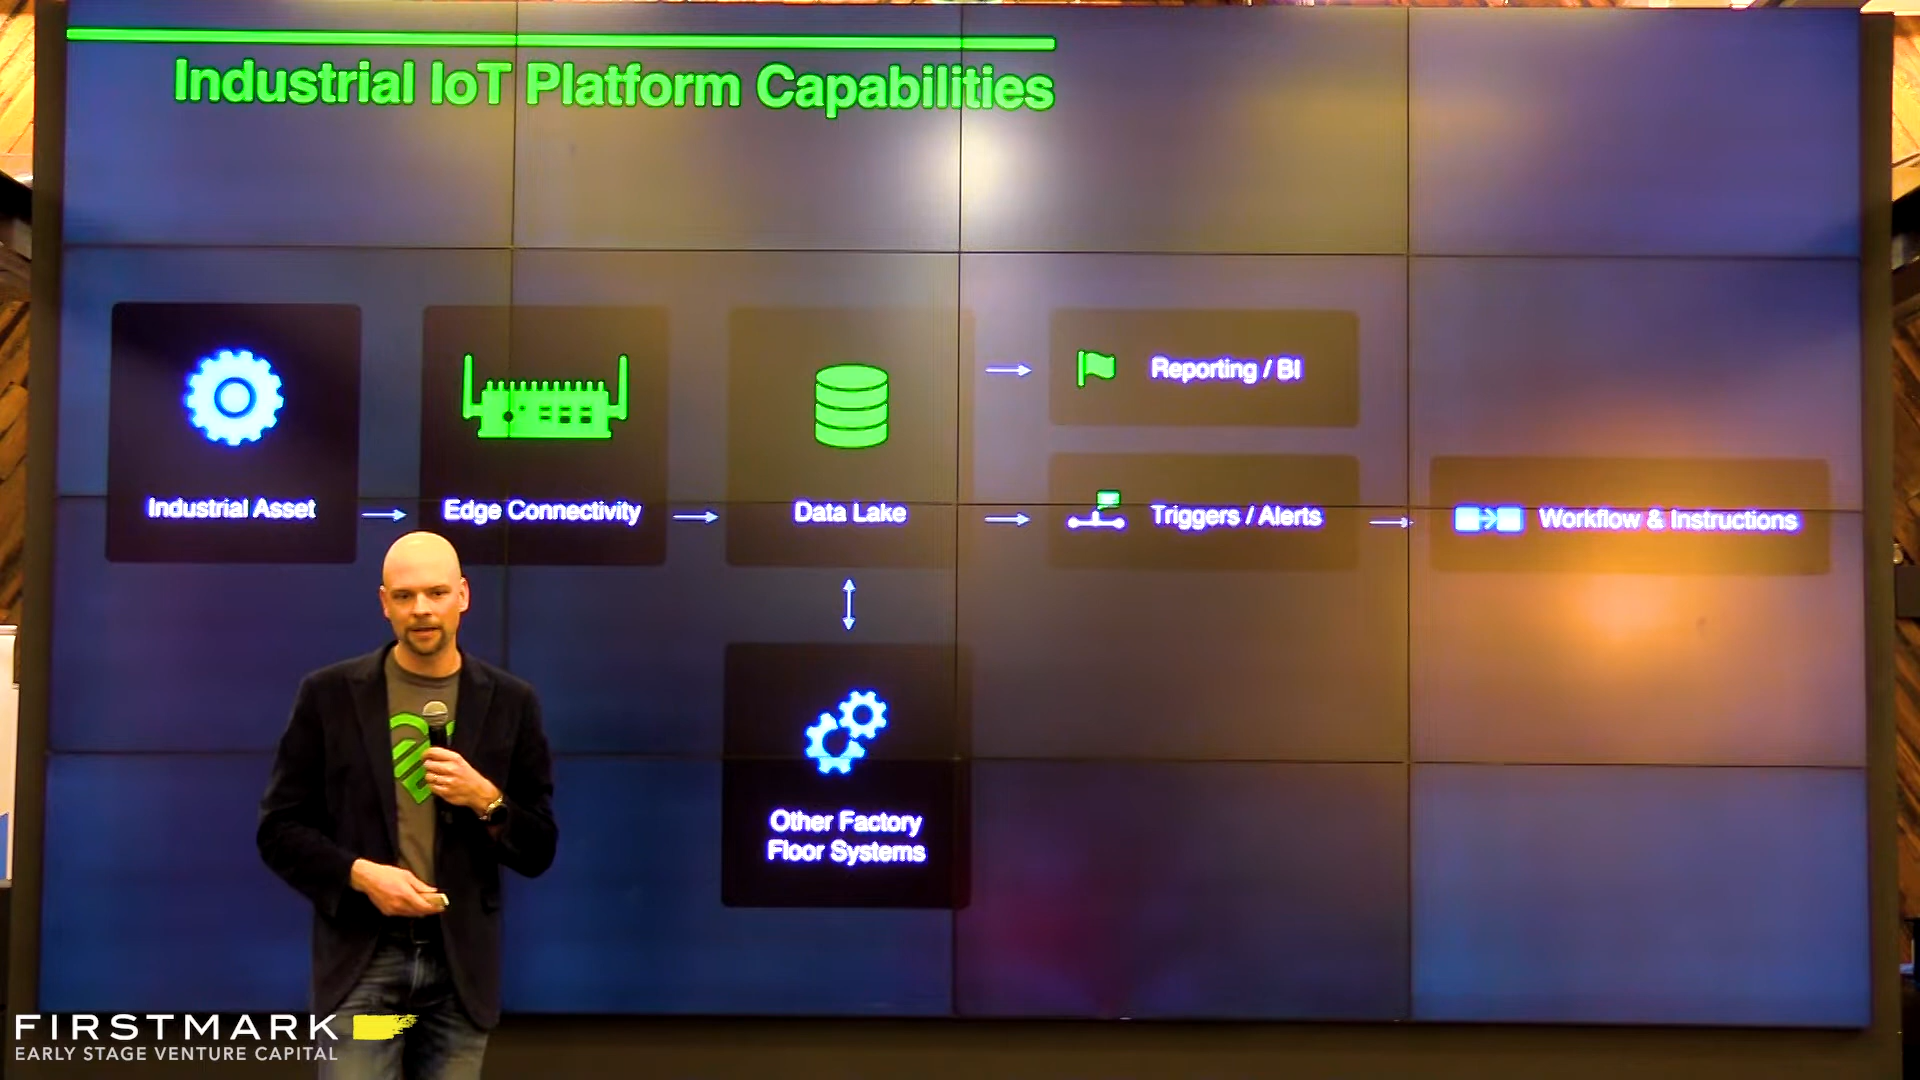 Industrial IoT Platform Capabilities
Industrial Asset
Edge Connectivity
Data Lake
Reporting / BI
Triggers / Alerts
Workflow & Instructions
Other Factory
Floor Systems
FIRSTMARK
EARLY STAGE VENTURE CAPITAL